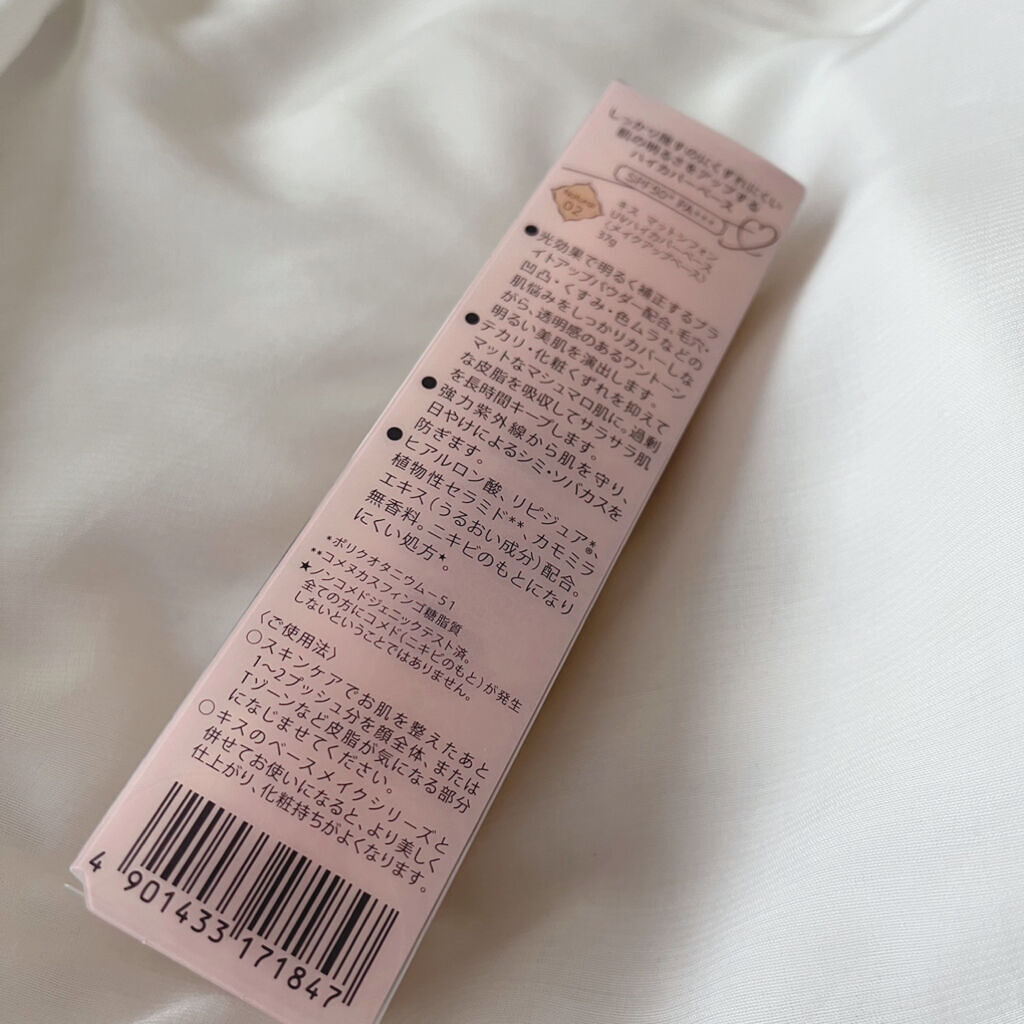 しっかり隠すのにくずれにくい
肌の明るさをアップする
ハイカバーベース
SPF50+ PA+++
Natural
02
キス マットシフォン
UVハイカバーベース
〈メイクアップベース〉
37g
●光効果で明るく補正するブラ
イトアップパウダー配合。毛穴・
凹凸・くすみ・色ムラなどの
肌悩みをしっかりカバーしな
がら、透明感のあるワントーン
明るい美肌を演出します。
●テカリ・化粧くずれを抑えて
マットなマシュマロ肌に。過剰
な皮脂を吸収してサラサラ肌
を長時間キープします。
●強力紫外線から肌を守り、
日やけによるシミ・ソバカスを
防ぎます。
●ヒアルロン酸、リピジュア*®、
植物性セラミド**、カモミラ
エキス(うるおい成分)配合。
無香料。ニキビのもとになり
にくい処方★。
*ポリクオタニウム-51
**コメヌカスフィンゴ糖脂質
★ノンコメドジェニックテスト済。
全ての方にコメド(ニキビのもと)が発生
しないということではありません。
〈ご使用法〉
○スキンケアでお肌を整えたあと
1～2プッシュ分を顔全体、または
Tゾーンなど皮脂が気になる部分
になじませてください。
○キスのベースメイクシリーズと
併せてお使いになると、より美しく
仕上がり、化粧持ちがよくなります。
4 901433 171847